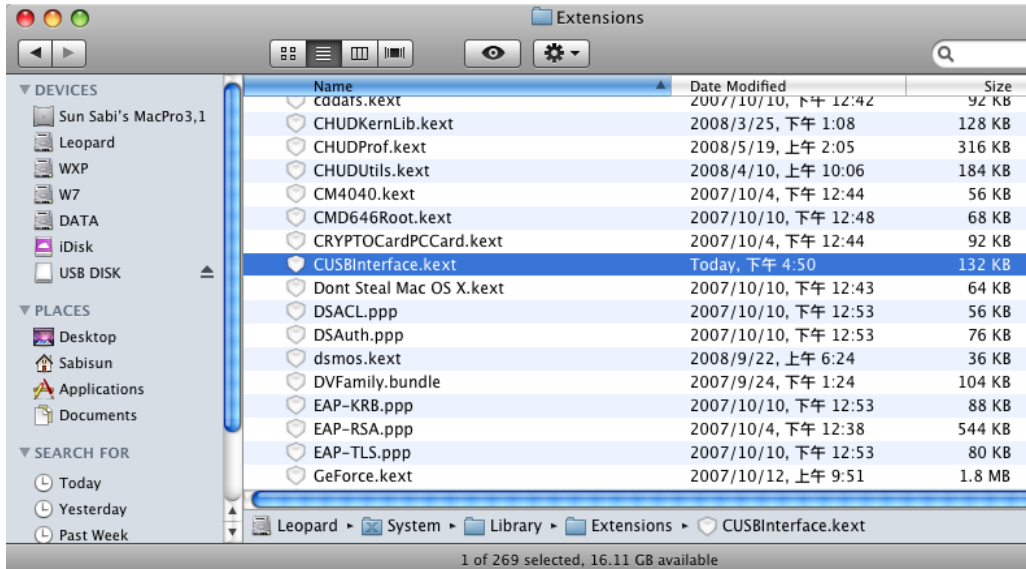 Extensions
DEVICES
Sun Sabi's MacPro3,1
Leopard
WXP
W7
DATA
iDisk
USB DISK
PLACES
Desktop
Sabisun
Applications
Documents
SEARCH FOR
Today
Yesterday
Past Week
Name Date Modified Size
cddafs.kext 2007/10/10, 下午 12:42 92 KB
CHUDKernLib.kext 2008/3/25, 下午 1:08 128 KB
CHUDProf.kext 2008/5/19, 上午 2:05 316 KB
CHUDUtils.kext 2008/4/10, 上午 10:06 184 KB
CM4040.kext 2007/10/4, 下午 12:44 56 KB
CMD646Root.kext 2007/10/10, 下午 12:48 68 KB
CRYPTOCardPCCard.kext 2007/10/4, 下午 12:44 92 KB
CUSBInterface.kext Today, 下午 4:50 132 KB
Dont Steal Mac OS X.kext 2007/10/10, 下午 12:43 64 KB
DSACL.ppp 2007/10/10, 下午 12:53 56 KB
DSAuth.ppp 2007/10/10, 下午 12:53 76 KB
dsmos.kext 2008/9/22, 上午 6:24 36 KB
DVFamily.bundle 2007/9/24, 下午 1:24 104 KB
EAP-KRB.ppp 2007/10/10, 下午 12:53 88 KB
EAP-RSA.ppp 2007/10/4, 下午 12:38 544 KB
EAP-TLS.ppp 2007/10/10, 下午 12:53 80 KB
GeForce.kext 2007/10/12, 上午 9:51 1.8 MB
Leopard ▸ System ▸ Library ▸ Extensions ▸ CUSBInterface.kext
1 of 269 selected, 16.11 GB available